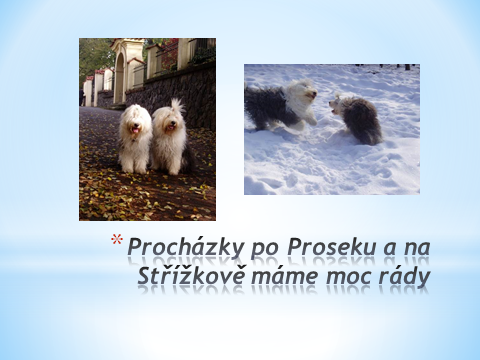 * Procházky po Proseku a na
Střížkově máme moc rády